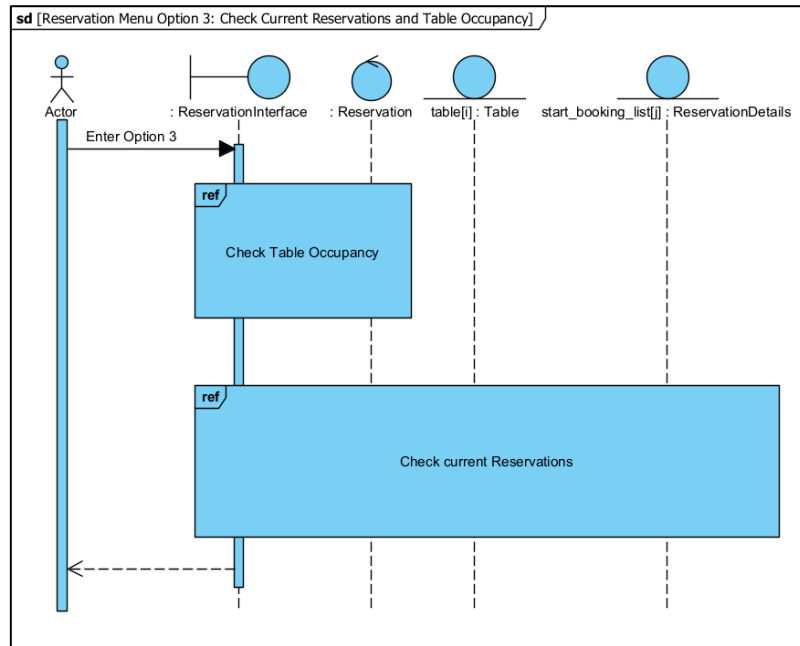 sd [Reservation Menu Option 3: Check Current Reservations and Table Occupancy]
Actor
: ReservationInterface
: Reservation
table[i] : Table
start_booking_list[j] : ReservationDetails
Enter Option 3
ref
Check Table Occupancy
ref
Check current Reservations